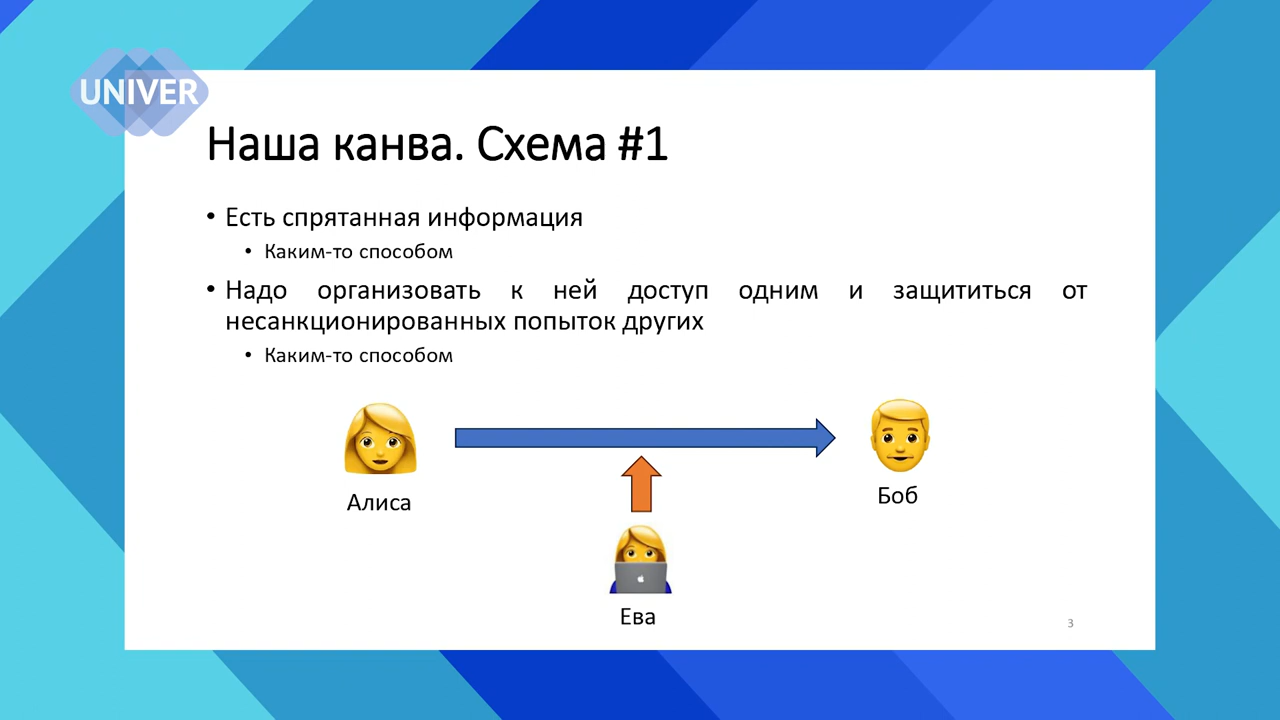 UNIVER
Наша канва. Схема #1
• Есть спрятанная информация
• Каким-то способом
• Надо организовать к ней доступ одним и защититься от
несанкционированных попыток других
• Каким-то способом
Алиса
Боб
Ева
3